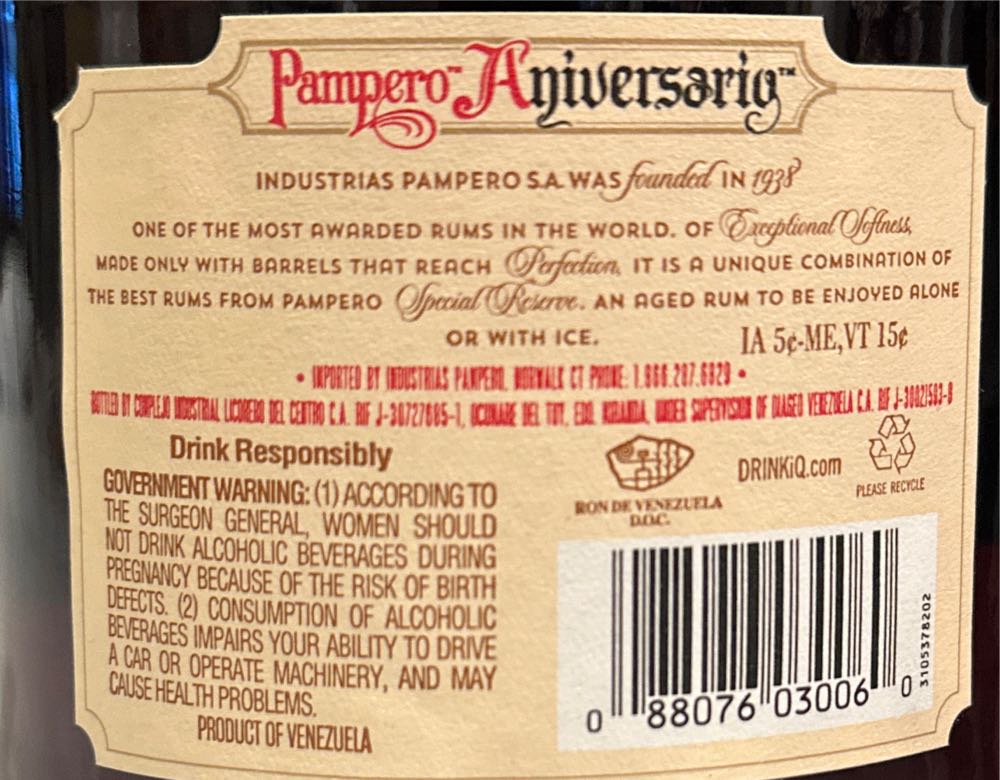 Pampero™ Aniversario™
INDUSTRIAS PAMPERO S.A. WAS founded IN 1938
ONE OF THE MOST AWARDED RUMS IN THE WORLD. OF Exceptional Softness,
MADE ONLY WITH BARRELS THAT REACH Perfection, IT IS A UNIQUE COMBINATION OF
THE BEST RUMS FROM PAMPERO Special Reserve. AN AGED RUM TO BE ENJOYED ALONE
OR WITH ICE.
IA 5¢-ME,VT 15¢
• IMPORTED BY INDUSTRIAS PAMPERO, NORWALK CT PHONE: 1.866.207.6929 •
BOTTLED BY COMPLEJO INDUSTRIAL LICORERO DEL CENTRO C.A. RIF J-30727885-1, OCUMARE DEL TUY, EDO. MIRANDA, UNDER SUPERVISION OF DIAGEO VENEZUELA C.A. RIF
Drink Responsibly
GOVERNMENT WARNING: (1) ACCORDING TO
THE SURGEON GENERAL, WOMEN SHOULD
NOT DRINK ALCOHOLIC BEVERAGES DURING
PREGNANCY BECAUSE OF THE RISK OF BIRTH
DEFECTS. (2) CONSUMPTION OF ALCOHOLIC
BEVERAGES IMPAIRS YOUR ABILITY TO DRIVE
A CAR OR OPERATE MACHINERY, AND MAY
CAUSE HEALTH PROBLEMS.
PRODUCT OF VENEZUELA
RON DE VENEZUELA
D.O.C.
DRINKiQ.com
PLEASE RECYCLE
0 88076 03006 0
3105378202